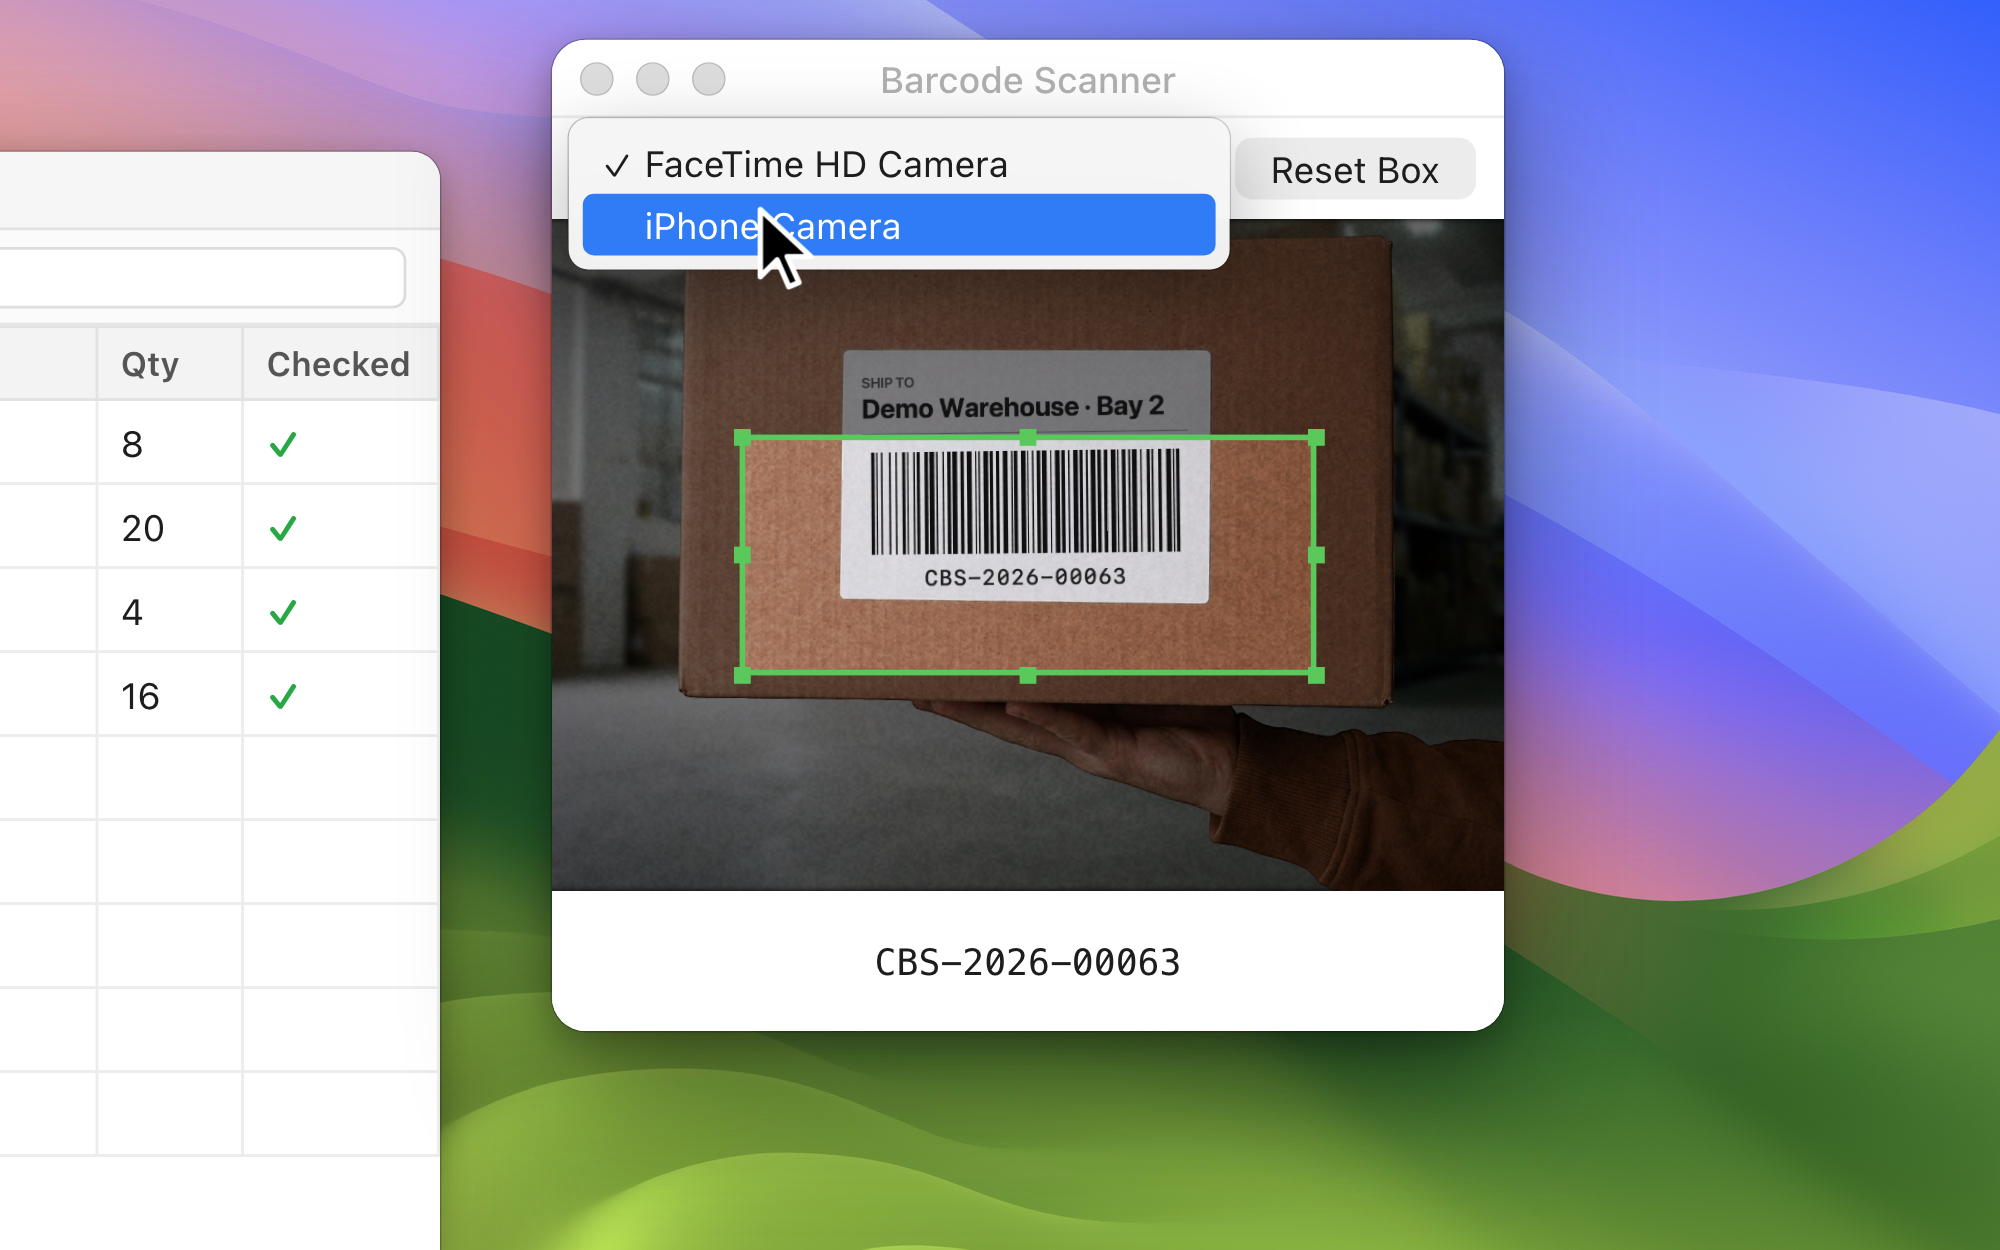 Barcode Scanner
✓ FaceTime HD Camera
iPhone Camera
Reset Box
Qty
Checked
8 ✓
20 ✓
4 ✓
16 ✓
SHIP TO
Demo Warehouse · Bay 2
CBS-2026-00063
CBS-2026-00063